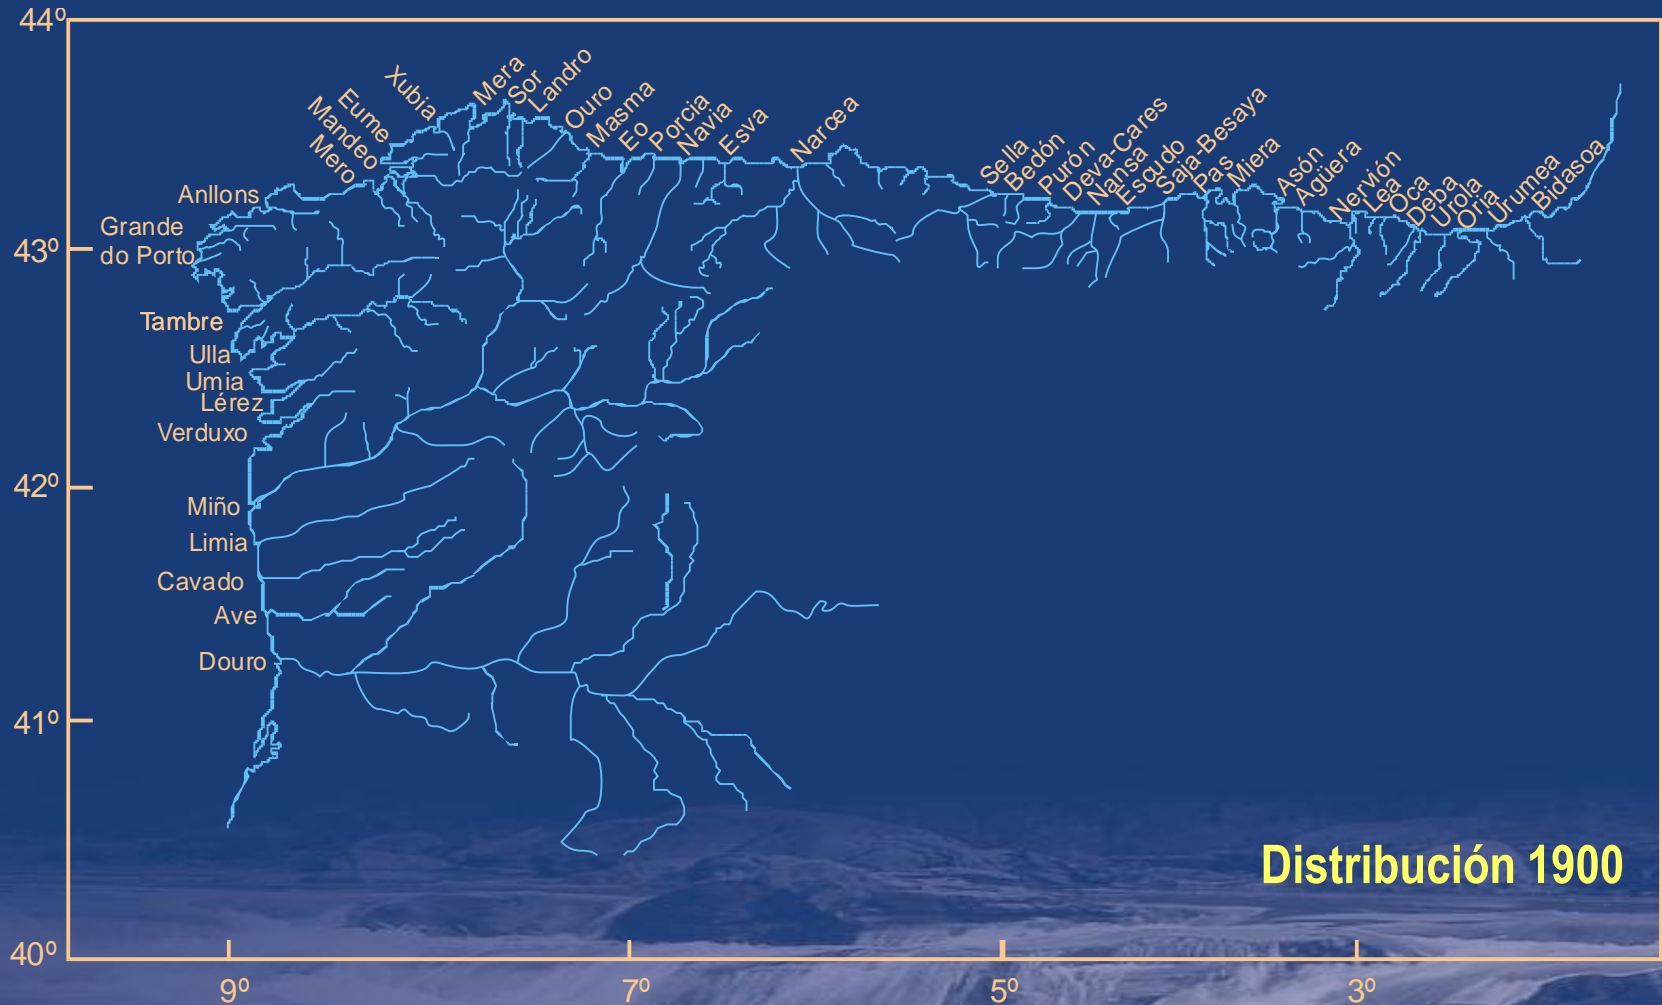 44º
Xubia
Mera
Sor
Landro
Eume
Ouro
Mandeo
Masma
Mero
Eo
Porcia
Navia
Esva
Narcea
Sella
Bedón
Purón
Deva-Cares
Nansa
Escudo
Saja-Besaya
Pas
Miera
Asón
Agüera
Nervión
Lea
Oca
Deba
Urola
Oria
Urumea
Bidasoa
Anllons
Grande
do Porto
43º
Tambre
Ulla
Umia
Lérez
Verduxo
42º
Miño
Limia
Cavado
Ave
Douro
41º
Distribución 1900
40º
9º
7º
5º
3º